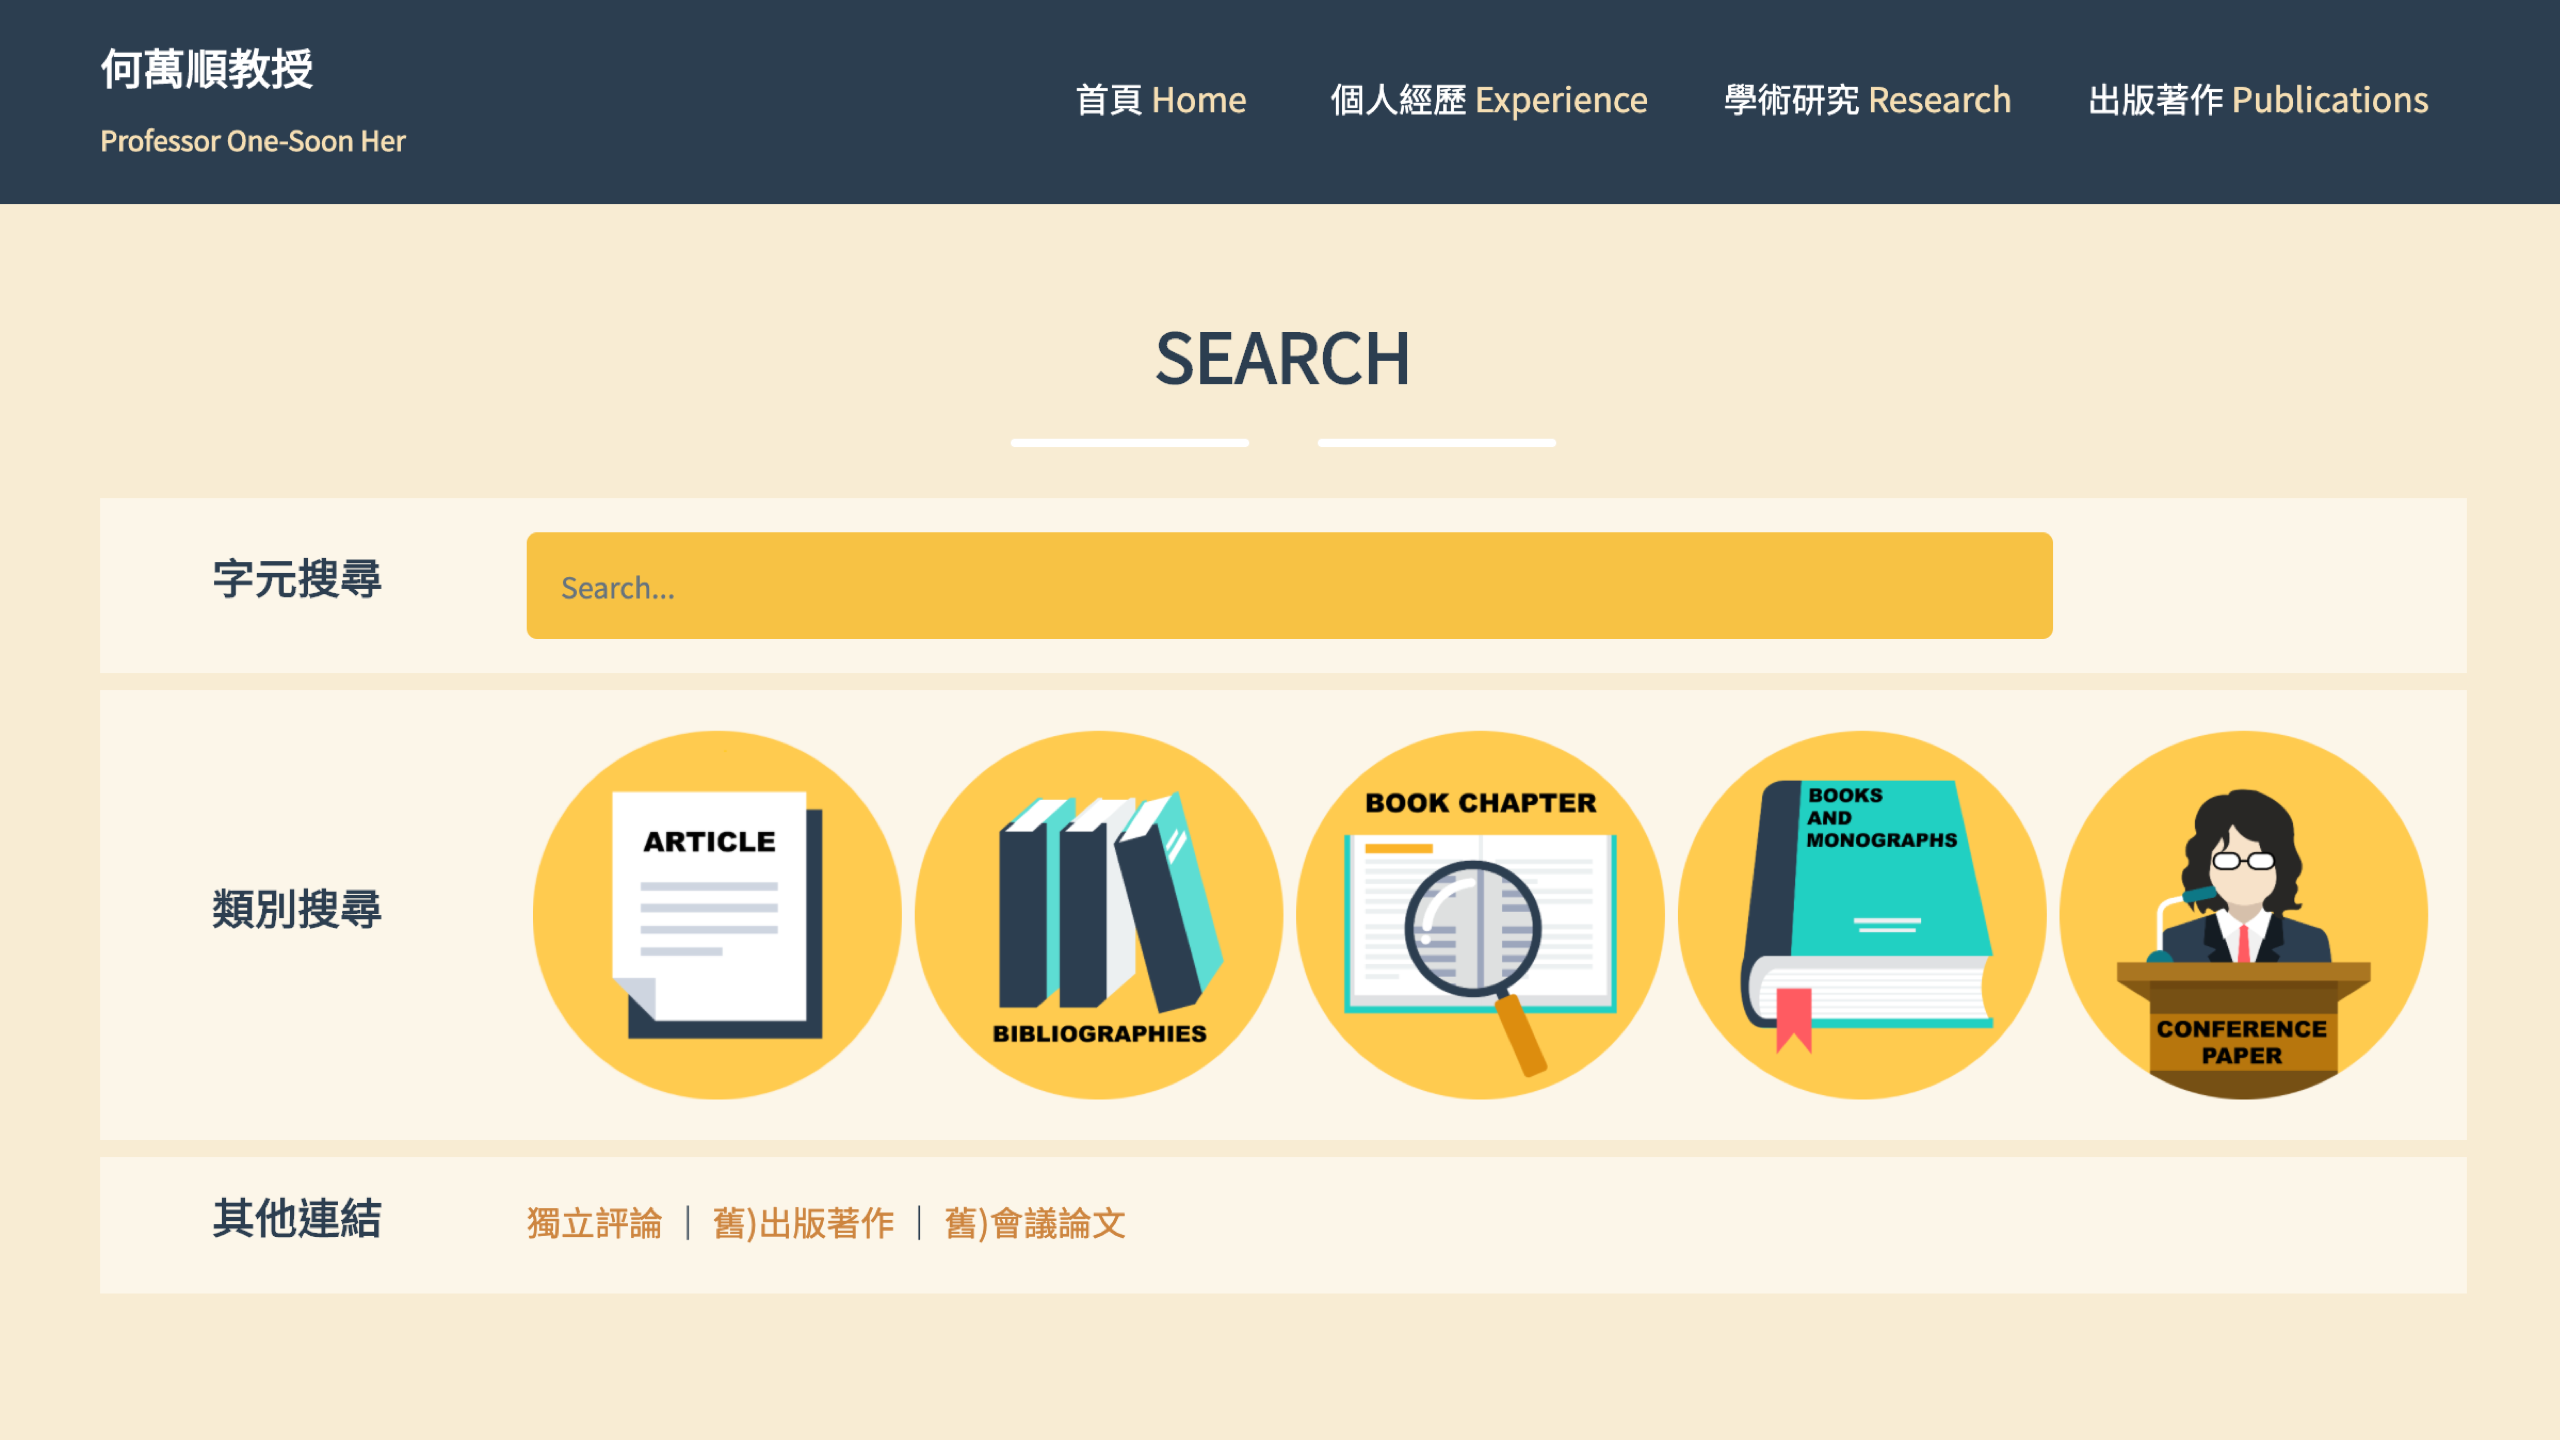 何萬順教授
Professor One-Soon Her
首頁 Home 個人經歷 Experience 學術研究 Research 出版著作 Publications
SEARCH
字元搜尋
Search...
類別搜尋
ARTICLE
BIBLIOGRAPHIES
BOOK CHAPTER
BOOKS
AND
MONOGRAPHS
CONFERENCE
PAPER
其他連結
獨立評論 | 舊)出版著作 | 舊)會議論文